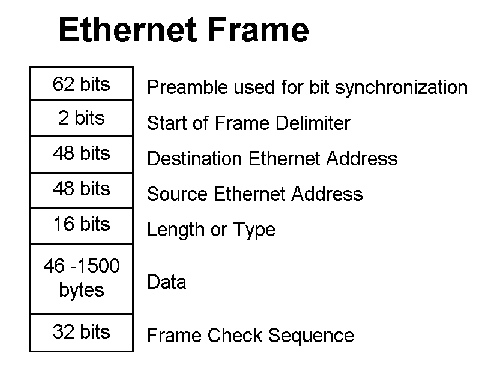 Ethernet Frame
62 bits Preamble used for bit synchronization
2 bits Start of Frame Delimiter
48 bits Destination Ethernet Address
48 bits Source Ethernet Address
16 bits Length or Type
46 -1500
bytes Data
32 bits Frame Check Sequence